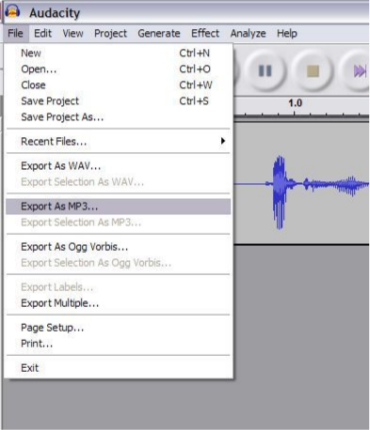 Audacity
File Edit View Project Generate Effect Analyze Help
New Ctrl+N
Open... Ctrl+O
Close Ctrl+W
Save Project Ctrl+S
Save Project As...
Recent Files...
Export As WAV...
Export Selection As WAV...
Export As MP3...
Export Selection As MP3...
Export As Ogg Vorbis...
Export Selection As Ogg Vorbis...
Export Labels...
Export Multiple...
Page Setup...
Print...
Exit
1.0